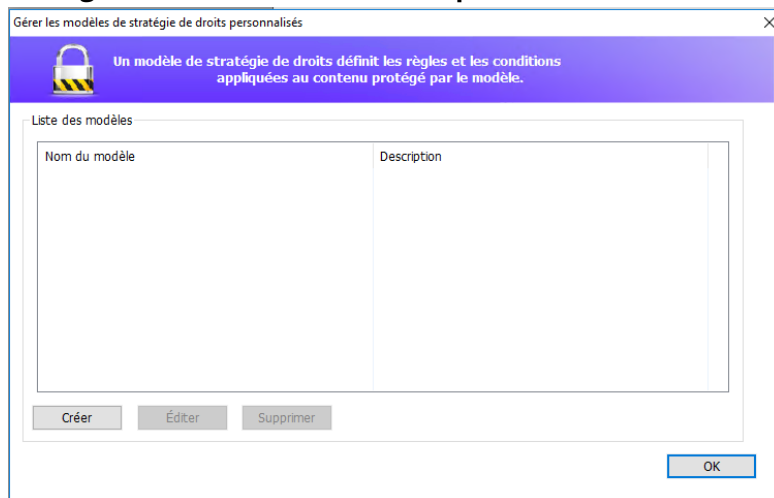 Gérer les modèles de stratégie de droits personnalisés
Un modèle de stratégie de droits définit les règles et les conditions
appliquées au contenu protégé par le modèle.
Liste des modèles
Nom du modèle Description
Créer Éditer Supprimer
OK